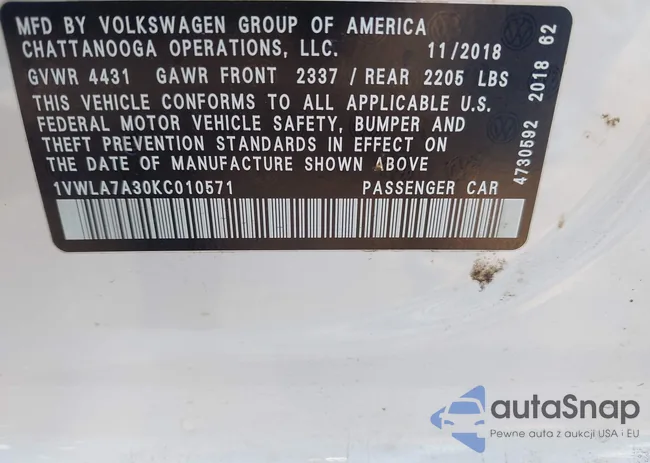 MFD BY VOLKSWAGEN GROUP OF AMERICA
CHATTANOOGA OPERATIONS, LLC. 11/2018
GVWR 4431 GAWR FRONT 2337 / REAR 2205 LBS
THIS VEHICLE CONFORMS TO ALL APPLICABLE U.S.
FEDERAL MOTOR VEHICLE SAFETY, BUMPER AND
THEFT PREVENTION STANDARDS IN EFFECT ON
THE DATE OF MANUFACTURE SHOWN ABOVE
1VWLA7A30KC010571 PASSENGER CAR
4730592 2018 62
autaSnap
Pewne auta z aukcji USA i EU